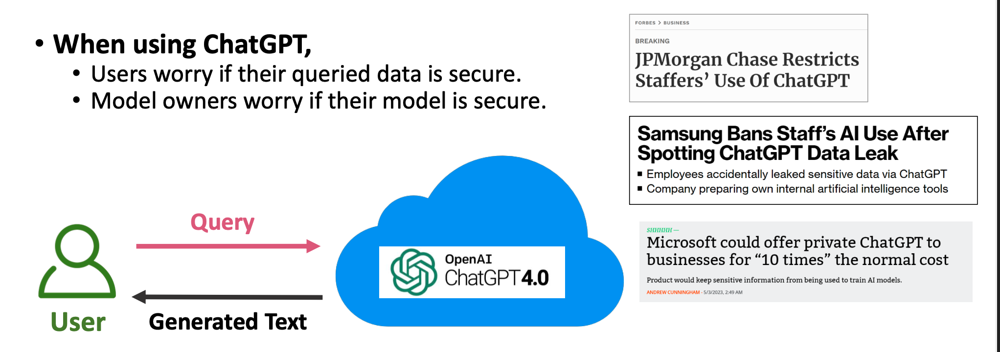 • When using ChatGPT,
• Users worry if their queried data is secure.
• Model owners worry if their model is secure.
FORBES > BUSINESS
BREAKING
JPMorgan Chase Restricts
Staffers’ Use Of ChatGPT
Samsung Bans Staff’s AI Use After
Spotting ChatGPT Data Leak
▪ Employees accidentally leaked sensitive data via ChatGPT
▪ Company preparing own internal artificial intelligence tools
SHHHHH —
Microsoft could offer private ChatGPT to
businesses for “10 times” the normal cost
Product would keep sensitive information from being used to train AI models.
ANDREW CUNNINGHAM - 5/3/2023, 2:49 AM
Query
OpenAI
ChatGPT 4.0
User
Generated Text